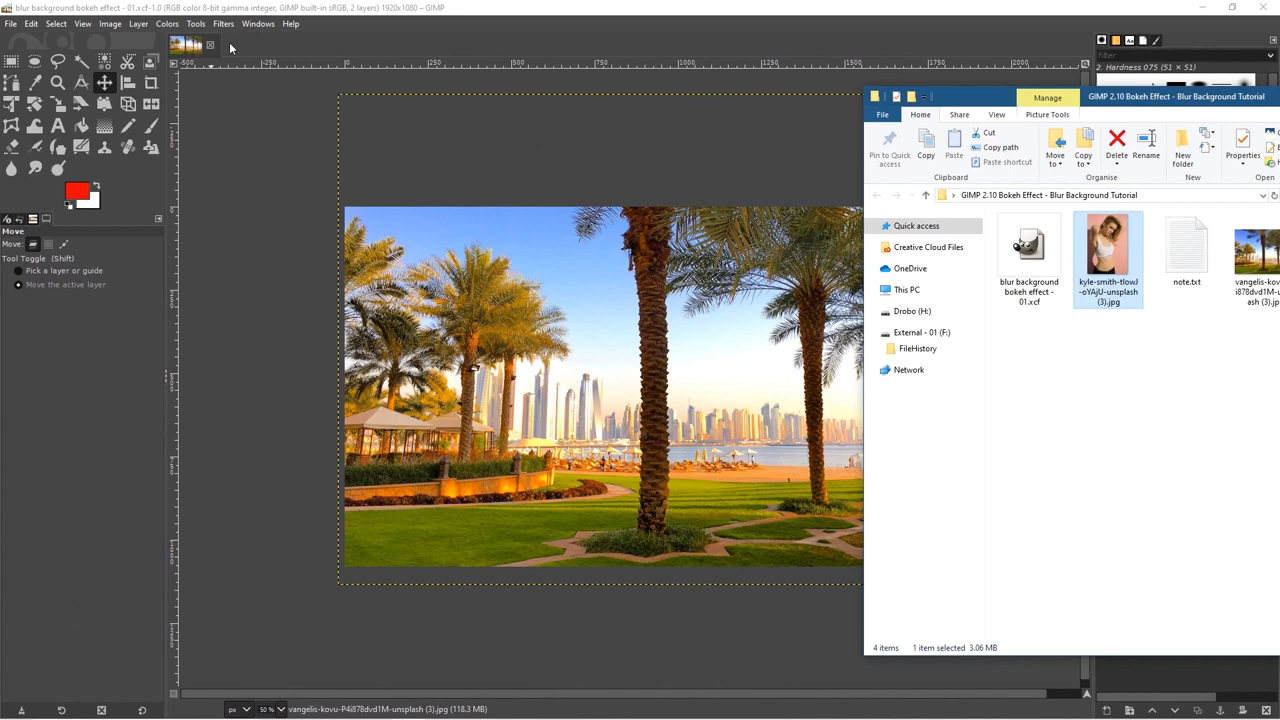 blur background bokeh effect - 01.xcf-1.0 (RGB color 8-bit gamma integer, GIMP built-in sRGB, 2 layers) 1920x1080 – GIMP
File Edit Select View Image Layer Colors Tools Filters Windows Help
filter
2. Hardness 075 (51 × 51)
Manage
GIMP 2.10 Bokeh Effect - Blur Background Tutorial
File Home Share View Picture Tools
Pin to Quick access
Copy
Paste
Cut
Copy path
Paste shortcut
Move to
Copy to
Delete
Rename
New folder
Properties
Clipboard
Organise
New
Open
GIMP 2.10 Bokeh Effect - Blur Background Tutorial
Quick access
Creative Cloud Files
OneDrive
This PC
Drobo (H:)
External - 01 (F:)
FileHistory
Network
blur background
bokeh effect -
01.xcf
kyle-smith-tlowJ
-oYAjU-unsplash
(3).jpg
note.txt
vangelis-kov
i878dvd1M-
ash (3).jp
4 items 1 item selected 3.06 MB
Move
Move:
Tool Toggle (Shift)
Pick a layer or guide
Move the active layer
px 50 % vangelis-kovu-P4i878dvd1M-unsplash (3).jpg (118.3 MB)